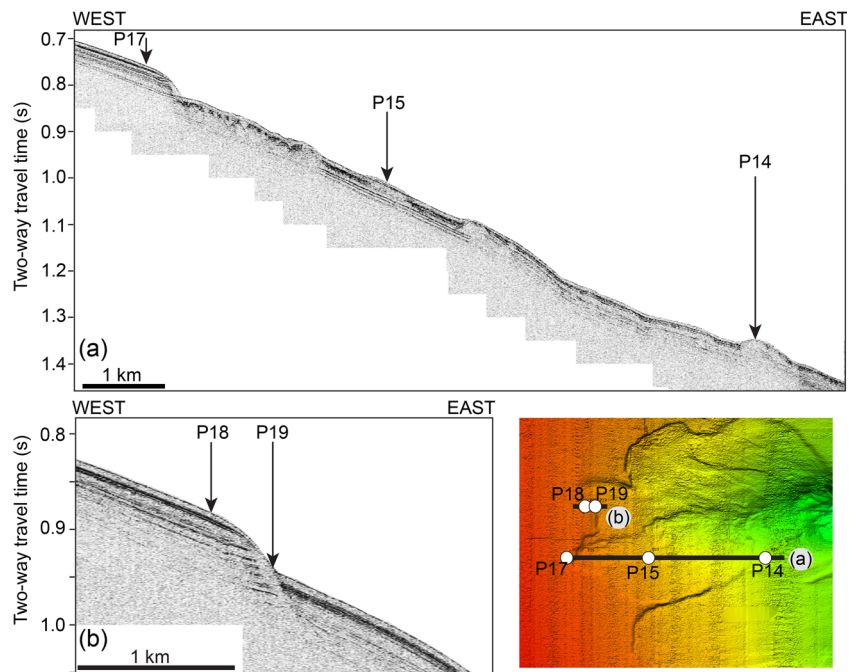 WEST EAST
P17
P15
P14
0.7
0.8
0.9
1.0
1.1
1.2
1.3
1.4
Two-way travel time (s)
(a)
1 km
WEST EAST
P18 P19
0.8
0.9
1.0
Two-way travel time (s)
(b)
1 km
P18 P19
(b)
P17 P15 P14 (a)